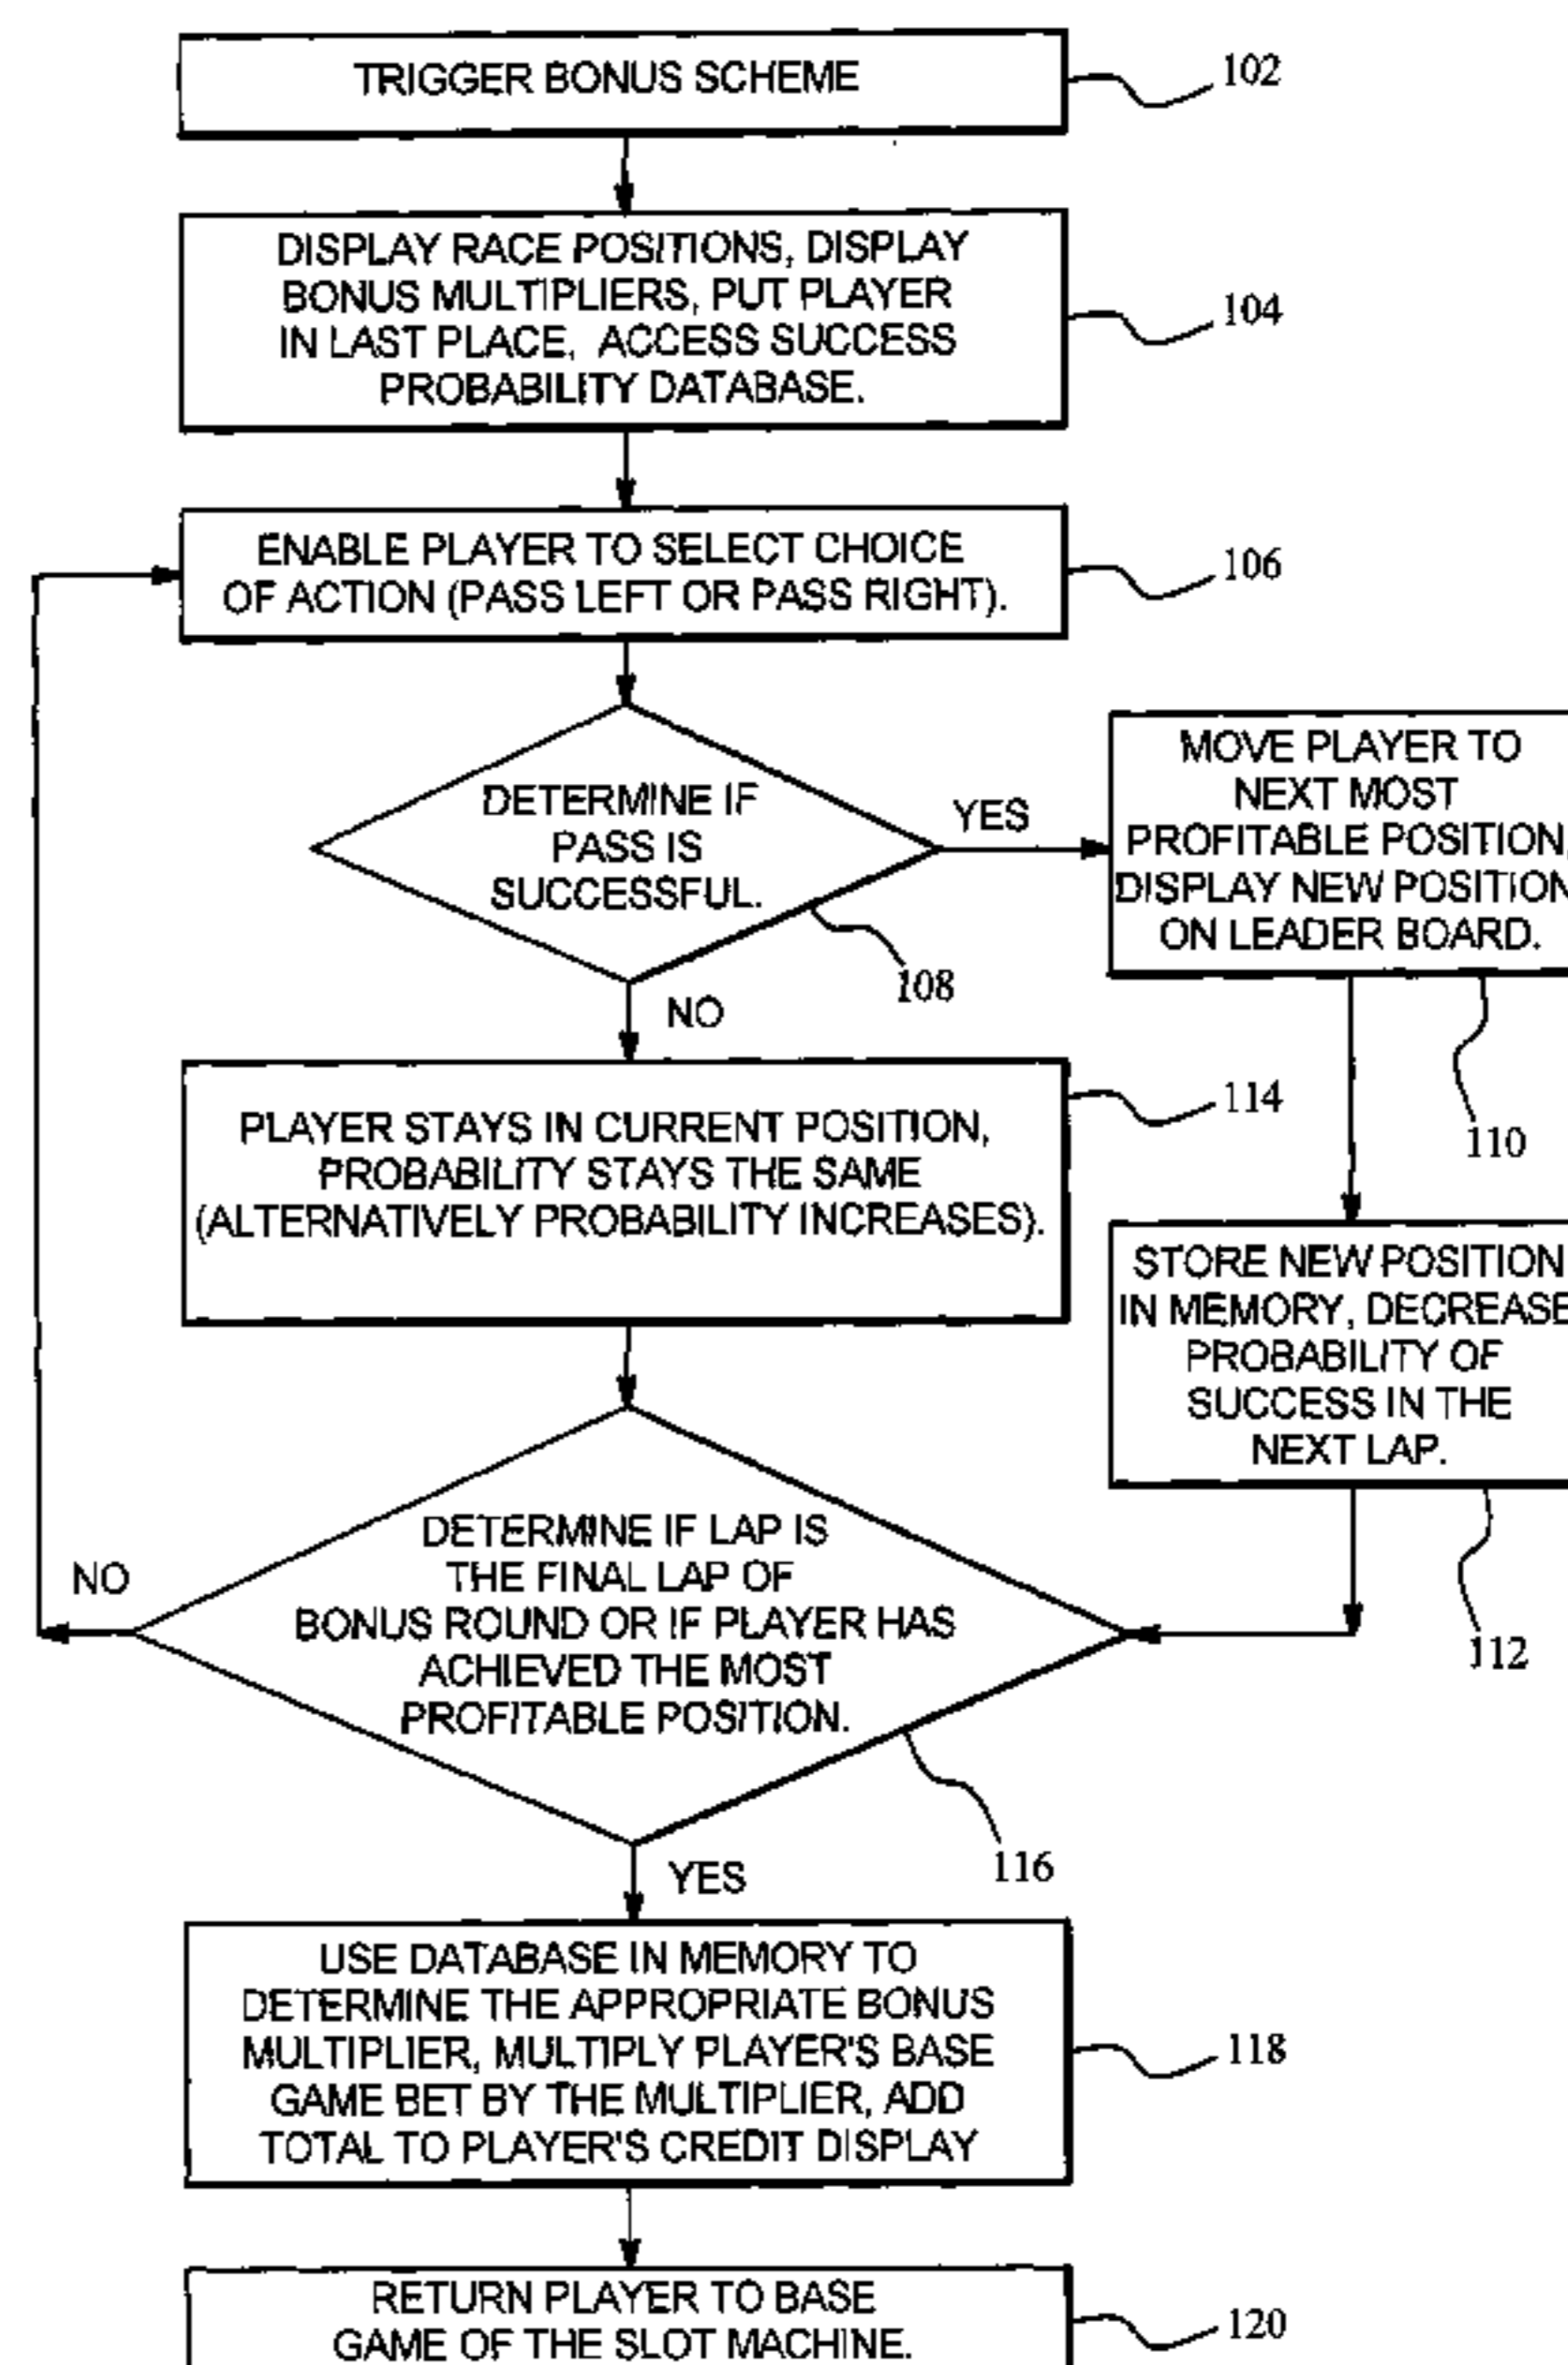 TRIGGER BONUS SCHEME
102
DISPLAY RACE POSITIONS, DISPLAY
BONUS MULTIPLIERS, PUT PLAYER
IN LAST PLACE, ACCESS SUCCESS
PROBABILITY DATABASE.
104
ENABLE PLAYER TO SELECT CHOICE
OF ACTION (PASS LEFT OR PASS RIGHT).
106
DETERMINE IF
PASS IS
SUCCESSFUL.
108
YES
MOVE PLAYER TO
NEXT MOST
PROFITABLE POSITION,
DISPLAY NEW POSITION
ON LEADER BOARD.
110
NO
PLAYER STAYS IN CURRENT POSITION,
PROBABILITY STAYS THE SAME
(ALTERNATIVELY PROBABILITY INCREASES).
114
STORE NEW POSITION
IN MEMORY, DECREASE
PROBABILITY OF
SUCCESS IN THE
NEXT LAP.
112
DETERMINE IF LAP IS
THE FINAL LAP OF
BONUS ROUND OR IF PLAYER HAS
ACHIEVED THE MOST
PROFITABLE POSITION.
116
NO
YES
USE DATABASE IN MEMORY TO
DETERMINE THE APPROPRIATE BONUS
MULTIPLIER, MULTIPLY PLAYER'S BASE
GAME BET BY THE MULTIPLIER, ADD
TOTAL TO PLAYER'S CREDIT DISPLAY
118
RETURN PLAYER TO BASE
GAME OF THE SLOT MACHINE.
120